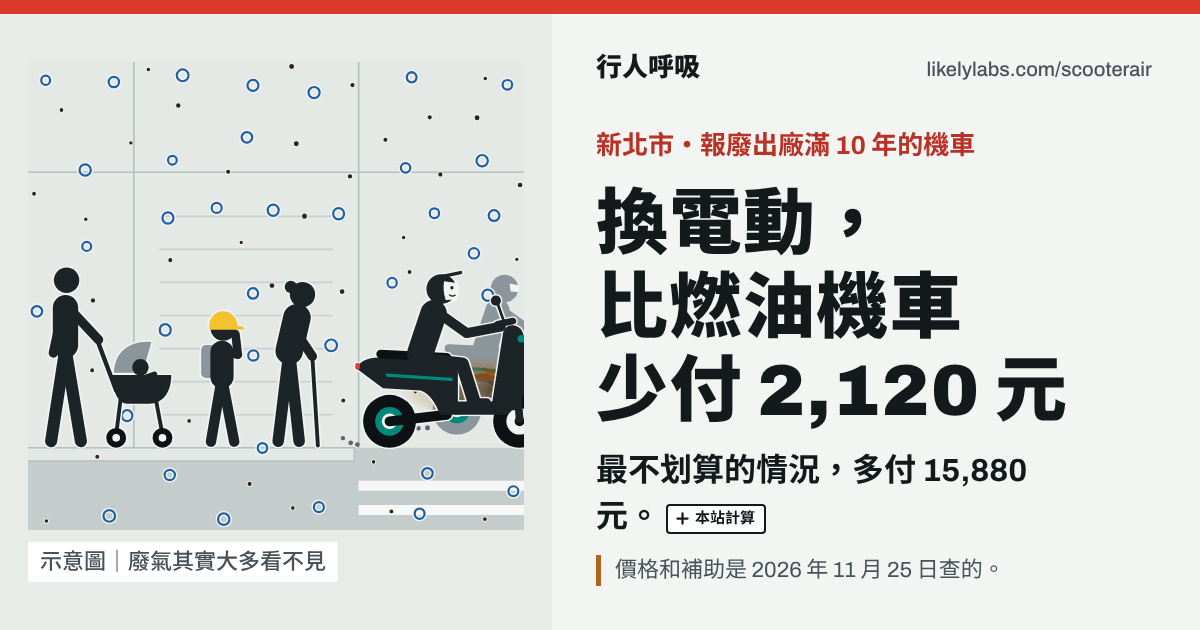 行人呼吸
likelylabs.com/scooterair
新北市・報廢出廠滿 10 年的機車
換電動，
比燃油機車
少付 2,120 元
最不划算的情況，多付 15,880
元。 + 本站計算
價格和補助是 2026 年 11 月 25 日查的。
示意圖｜廢氣其實大多看不見